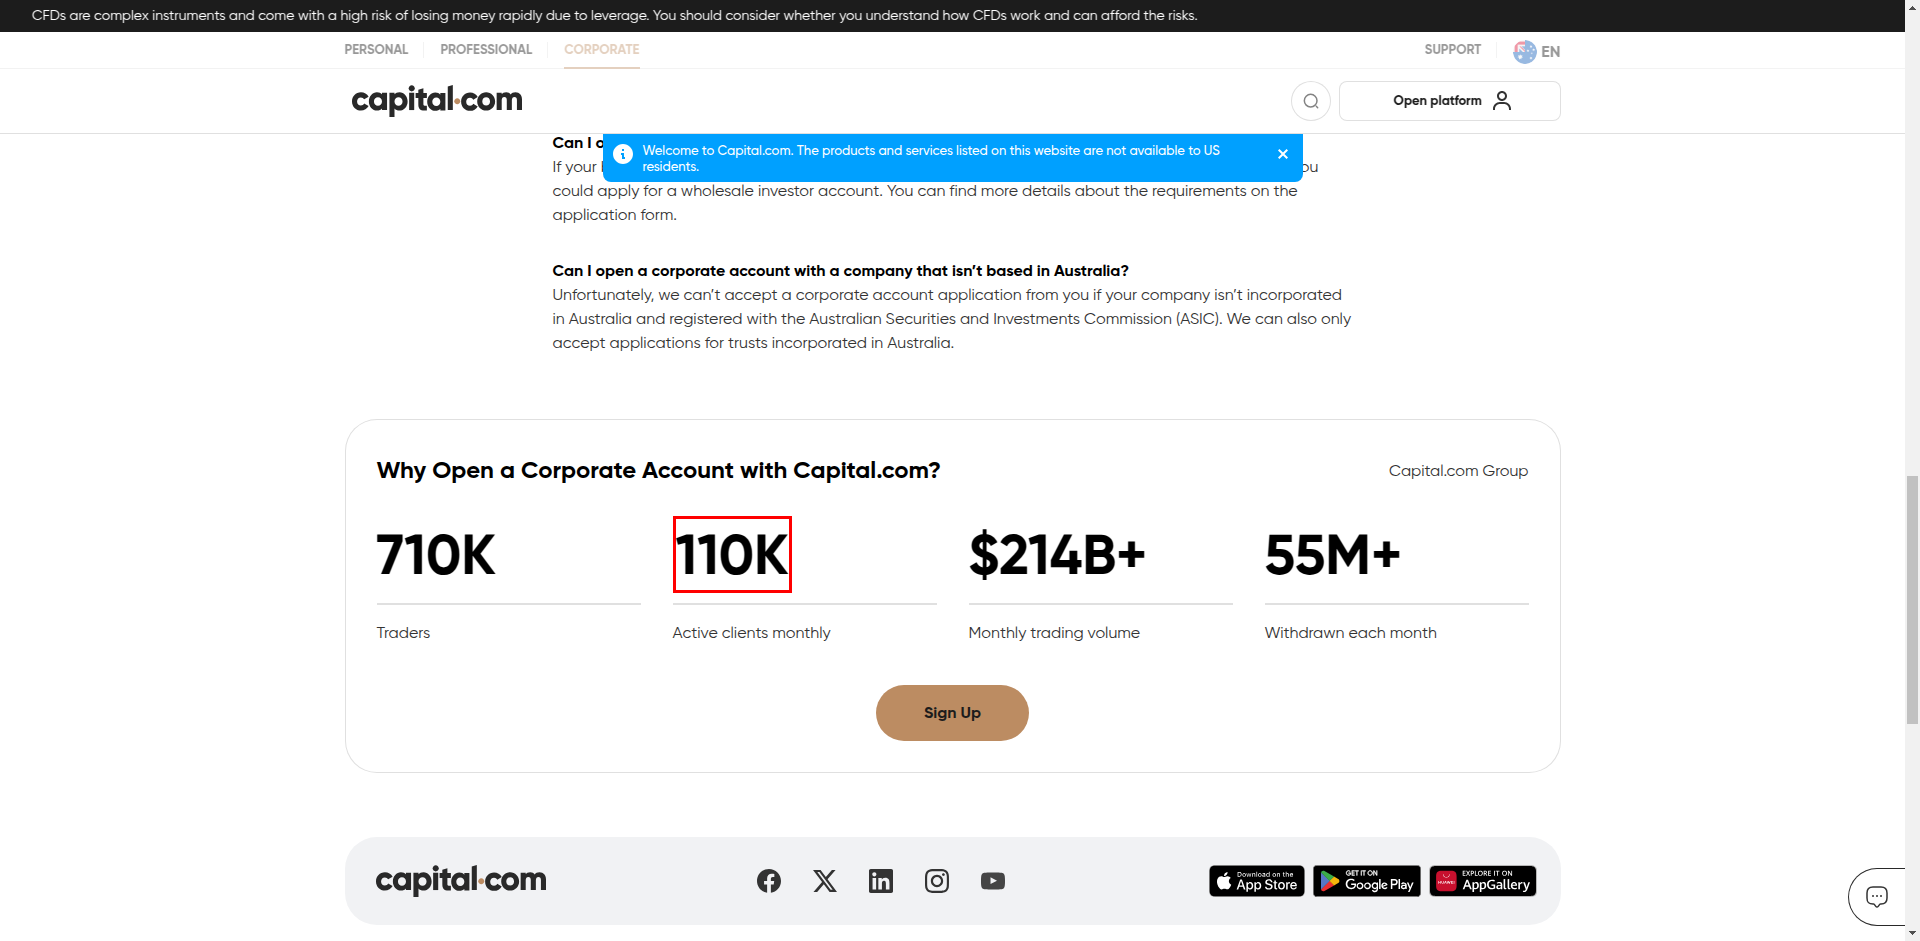 CFDs are complex instruments and come with a high risk of losing money rapidly due to leverage. You should consider whether you understand how CFDs work and can afford the risks.
PERSONAL
PROFESSIONAL
CORPORATE
SUPPORT
EN
capital.com
Open platform
Welcome to Capital.com. The products and services listed on this website are not available to US
residents.
Can I
If your
could apply for a wholesale investor account. You can find more details about the requirements on the
application form.
Can I open a corporate account with a company that isn't based in Australia?
Unfortunately, we can't accept a corporate account application from you if your company isn't incorporated
in Australia and registered with the Australian Securities and Investments Commission (ASIC). We can also only
accept applications for trusts incorporated in Australia.
Why Open a Corporate Account with Capital.com?
Capital.com Group
710K
110K
$214B+
55M+
Traders
Active clients monthly
Monthly trading volume
Withdrawn each month
Sign Up
capital.com
Download on the
App Store
GET IT ON
Google Play
HUAWEI
EXPLORE IT ON
AppGallery